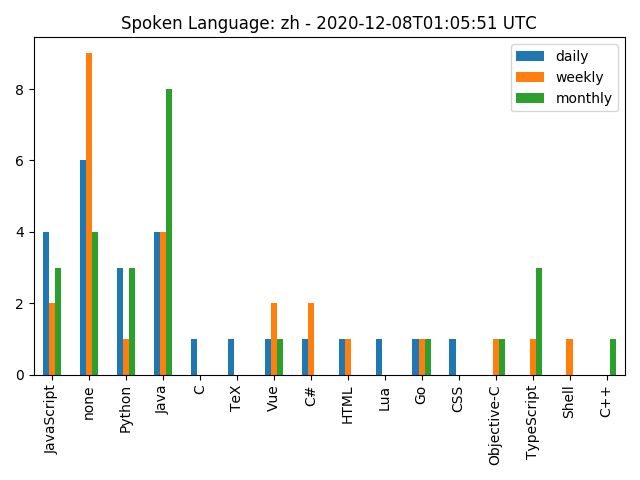 Spoken Language: zh - 2020-12-08T01:05:51 UTC
daily
weekly
monthly
8
6
4
2
0
JavaScript
none
Python
Java
C
TeX
Vue
C#
HTML
Lua
Go
CSS
Objective-C
TypeScript
Shell
C++